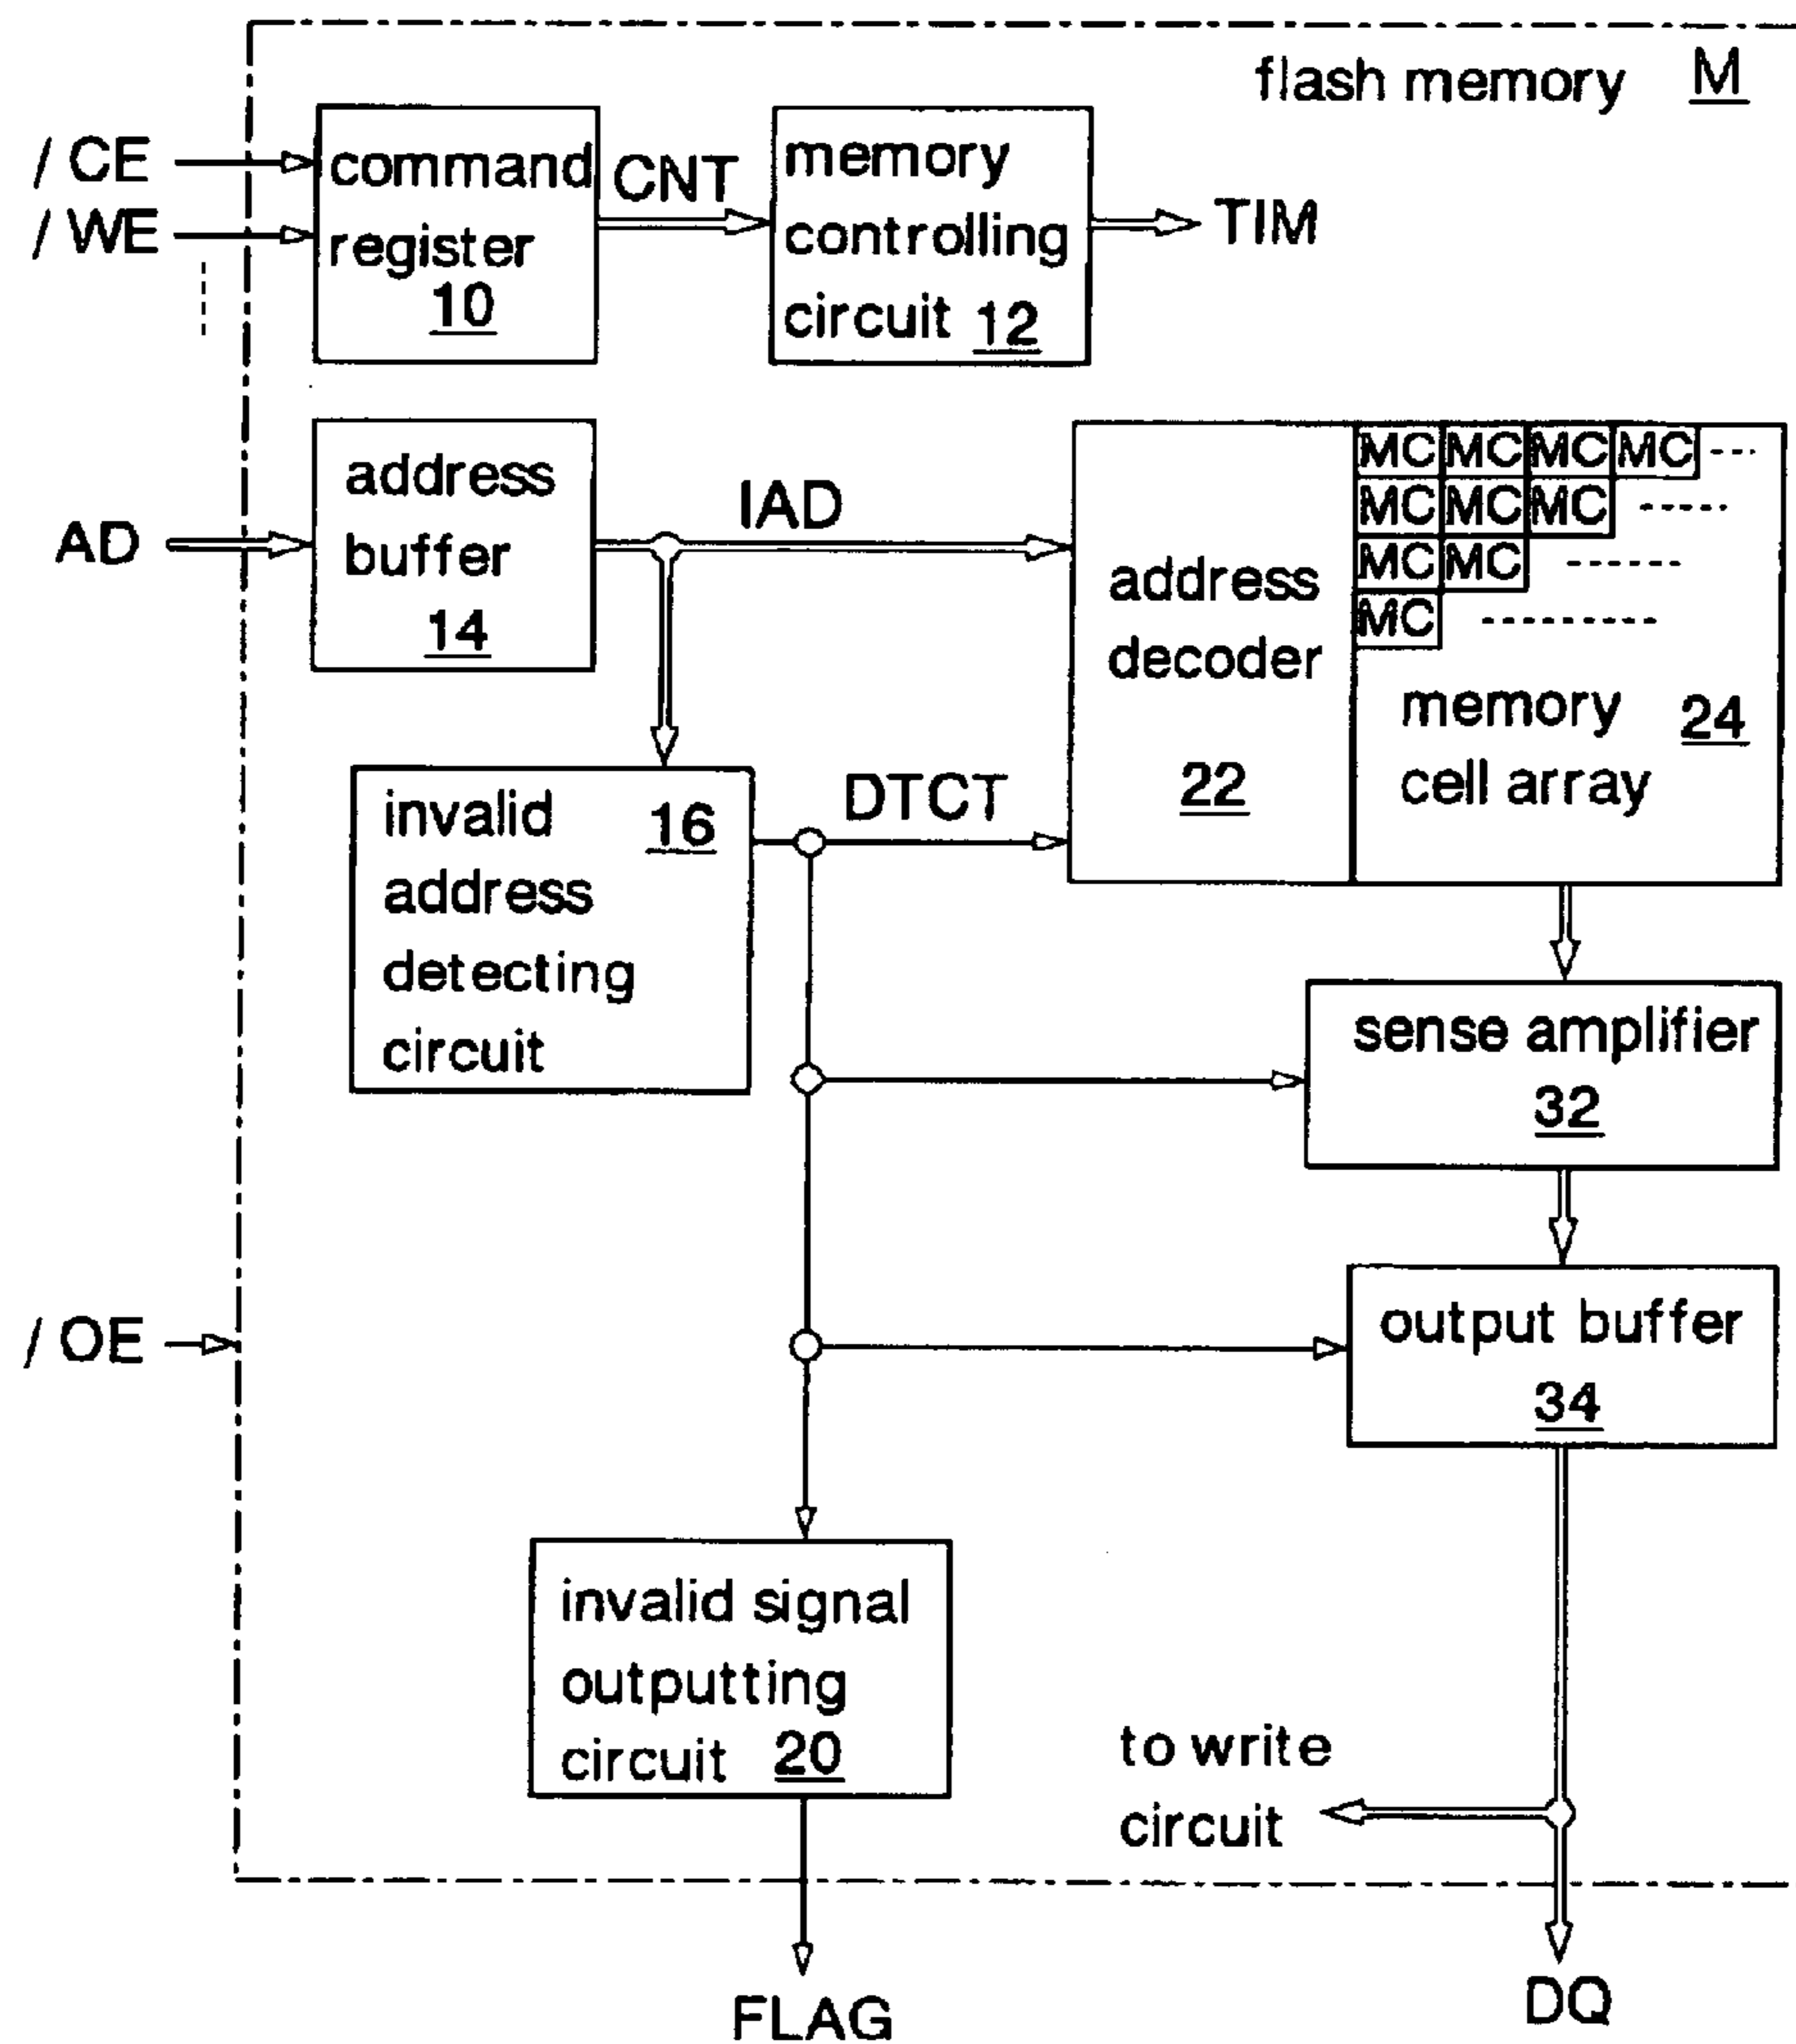 flash memory M
/ CE
/ WE
command
register
10
CNT
memory
controlling
circuit 12
TIM
AD
address
buffer
14
IAD
address
decoder
22
MC MC MC MC
MC MC MC
MC MC
MC
memory
cell array
24
invalid
address
detecting
circuit
16
DTCT
sense amplifier
32
/ OE
output buffer
34
invalid signal
outputting
circuit 20
to write
circuit
FLAG
DQ